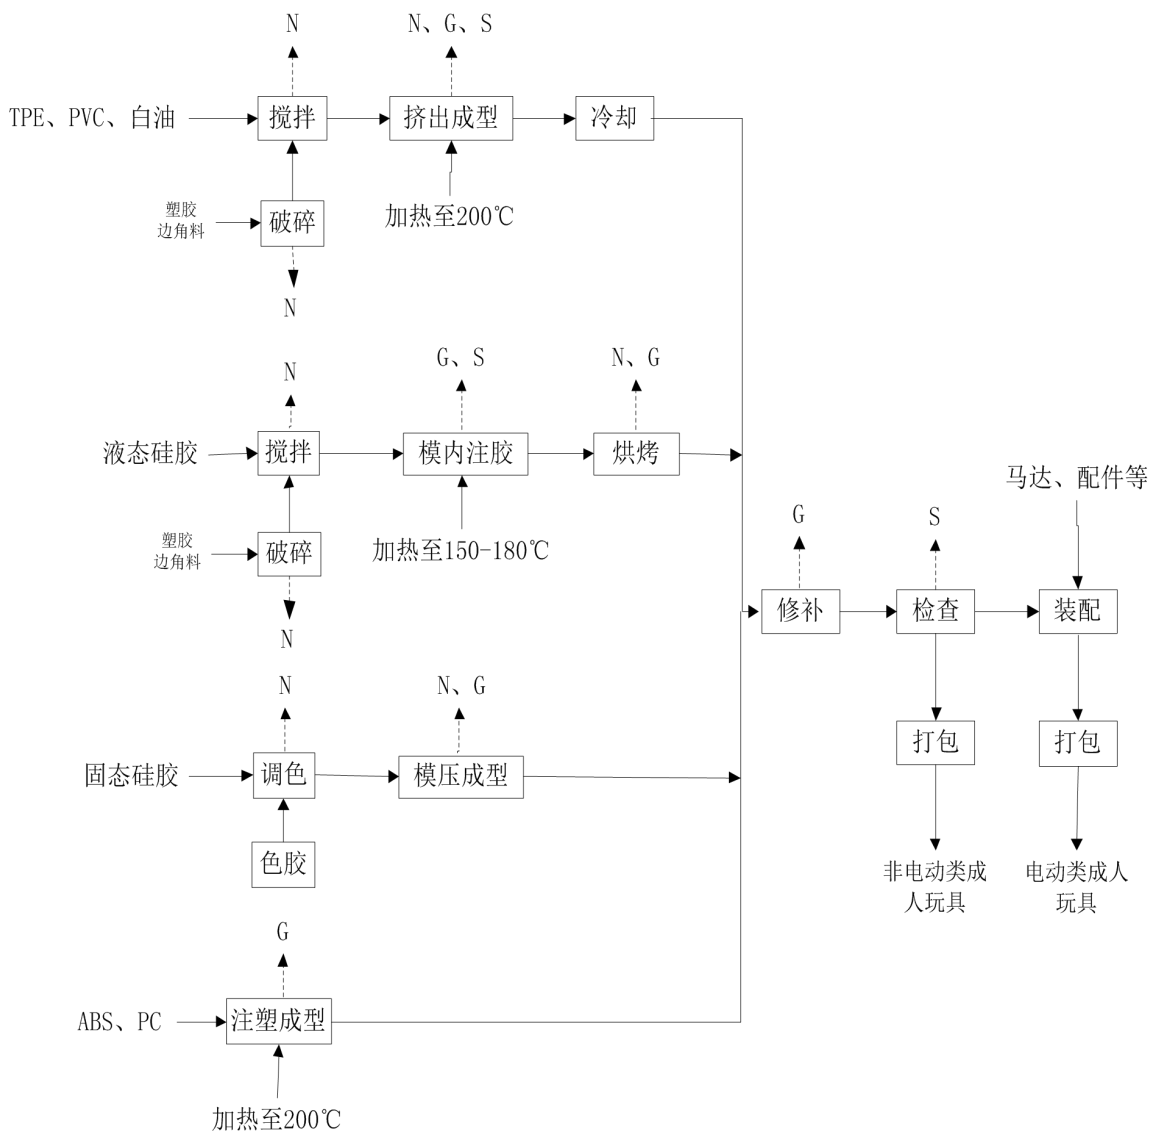 N
N、G、S
TPE、PVC、白油
搅拌
挤出成型
冷却
塑胶
边角料
破碎
加热至200℃
N
N
G、S
N、G
液态硅胶
搅拌
模内注胶
烘烤
马达、配件等
塑胶
边角料
破碎
加热至150-180℃
G
S
修补
检查
装配
N
N
N、G
打包
打包
固态硅胶
调色
模压成型
色胶
非电动类成
人玩具
电动类成人
玩具
G
ABS、PC
注塑成型
加热至200℃